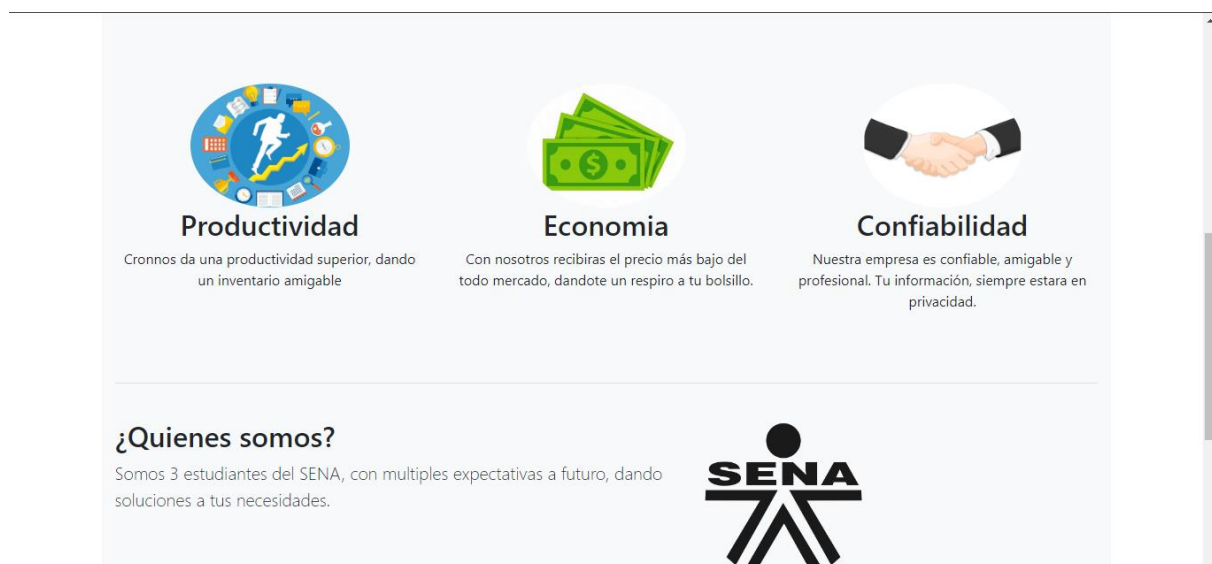 Productividad
Cronnos da una productividad superior, dando
un inventario amigable
Economia
Con nosotros recibiras el precio más bajo del
todo mercado, dandote un respiro a tu bolsillo.
Confiabilidad
Nuestra empresa es confiable, amigable y
profesional. Tu información, siempre estara en
privacidad.
¿Quienes somos?
Somos 3 estudiantes del SENA, con multiples expectativas a futuro, dando
soluciones a tus necesidades.
SENA